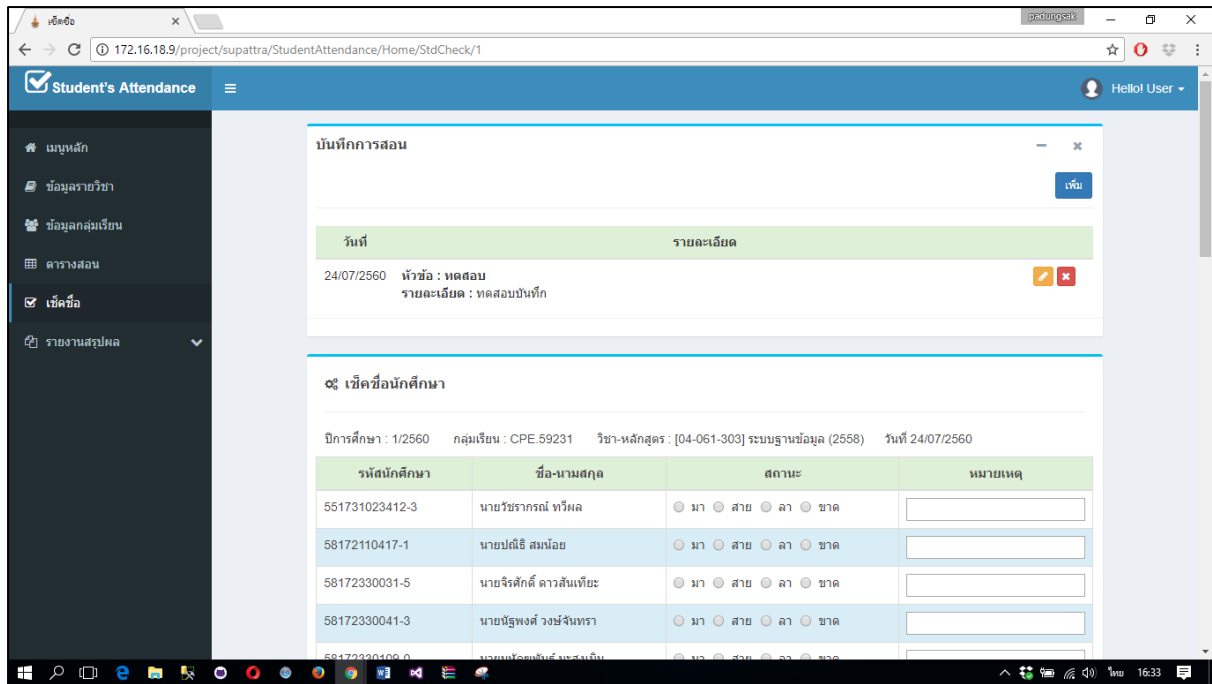 เช็คชื่อ
padungsak
172.16.18.9/project/supattra/StudentAttendance/Home/StdCheck/1
Student's Attendance
Hello! User
เมนูหลัก
ข้อมูลรายวิชา
ข้อมูลกลุ่มเรียน
ตารางสอน
เช็คชื่อ
รายงานสรุปผล
บันทึกการสอน
เพิ่ม
วันที่ รายละเอียด
24/07/2560 หัวข้อ : ทดสอบ
รายละเอียด : ทดสอบบันทึก
เช็คชื่อนักศึกษา
ปีการศึกษา : 1/2560 กลุ่มเรียน : CPE.59231 วิชา-หลักสูตร : [04-061-303] ระบบฐานข้อมูล (2558) วันที่ 24/07/2560
รหัสนักศึกษา ชื่อ-นามสกุล สถานะ หมายเหตุ
551731023412-3 นายวัชรากรณ์ ทวีผล มา สาย ลา ขาด
58172110417-1 นายปณิธิ สมน้อย มา สาย ลา ขาด
58172330031-5 นายจิรศักดิ์ ดาวสันเทียะ มา สาย ลา ขาด
58172330041-3 นายนัฐพงศ์ วงษ์จันทรา มา สาย ลา ขาด
58172330109-0 มา สาย ลา ขาด
ไทย 16:33